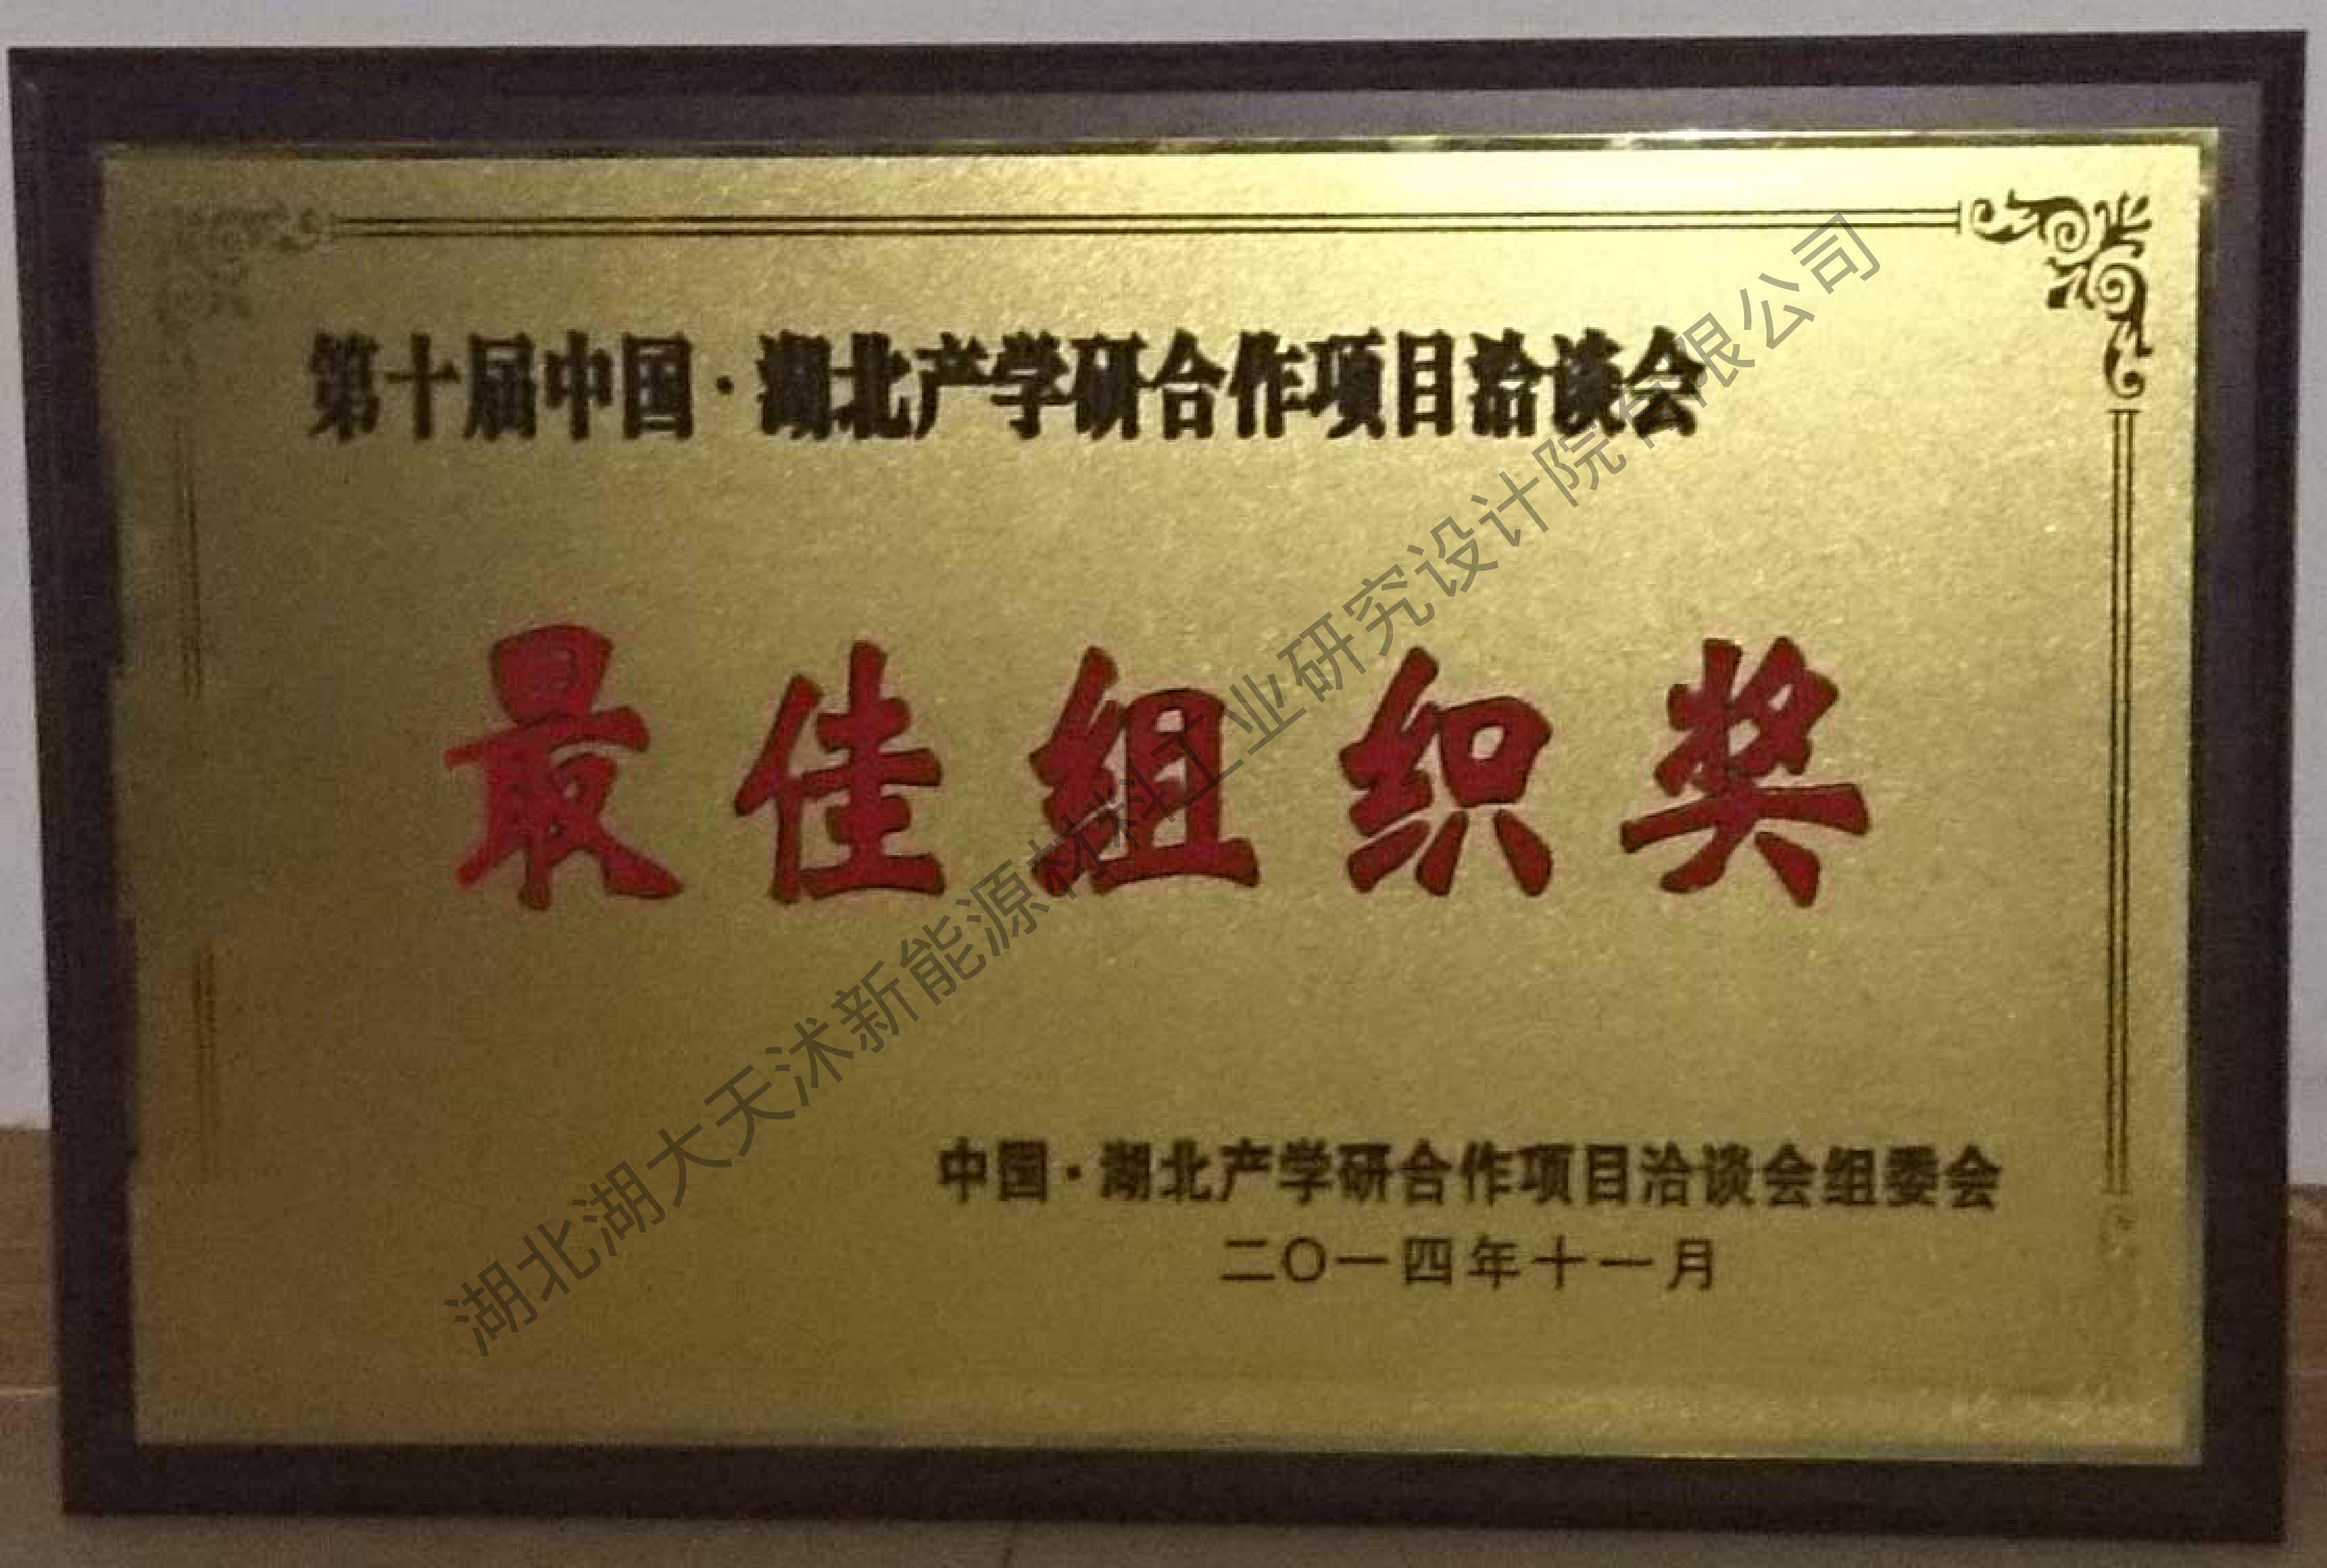 第十届中国·湖北产学研合作项目洽谈会
最佳组织奖
中国·湖北产学研合作项目洽谈会组委会
二〇一四年十一月
湖北湖大天沭新能源材料工业研究设计院有限公司